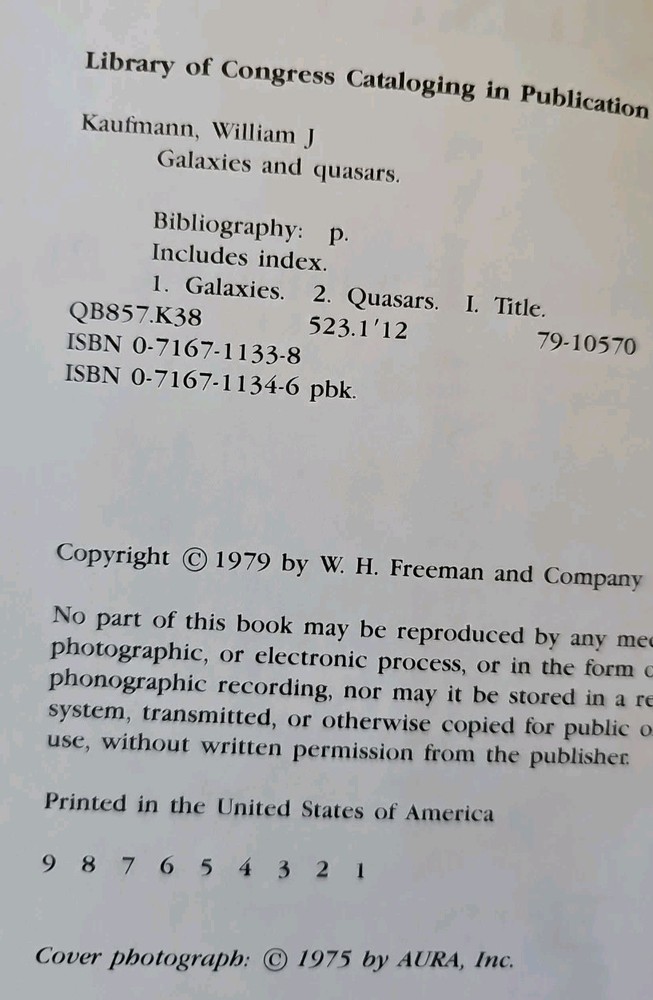 Library of Congress Cataloging in Publication
Kaufmann, William J
Galaxies and quasars.
Bibliography: p.
Includes index.
1. Galaxies. 2. Quasars. I. Title.
QB857.K38 523.1'12 79-10570
ISBN 0-7167-1133-8
ISBN 0-7167-1134-6 pbk.
Copyright © 1979 by W. H. Freeman and Company
No part of this book may be reproduced by any
photographic, or electronic process, or in the form
phonographic recording, nor may it be stored in a
system, transmitted, or otherwise copied for public
use, without written permission from the publisher.
Printed in the United States of America
9 8 7 6 5 4 3 2 1
Cover photograph: © 1975 by AURA, Inc.